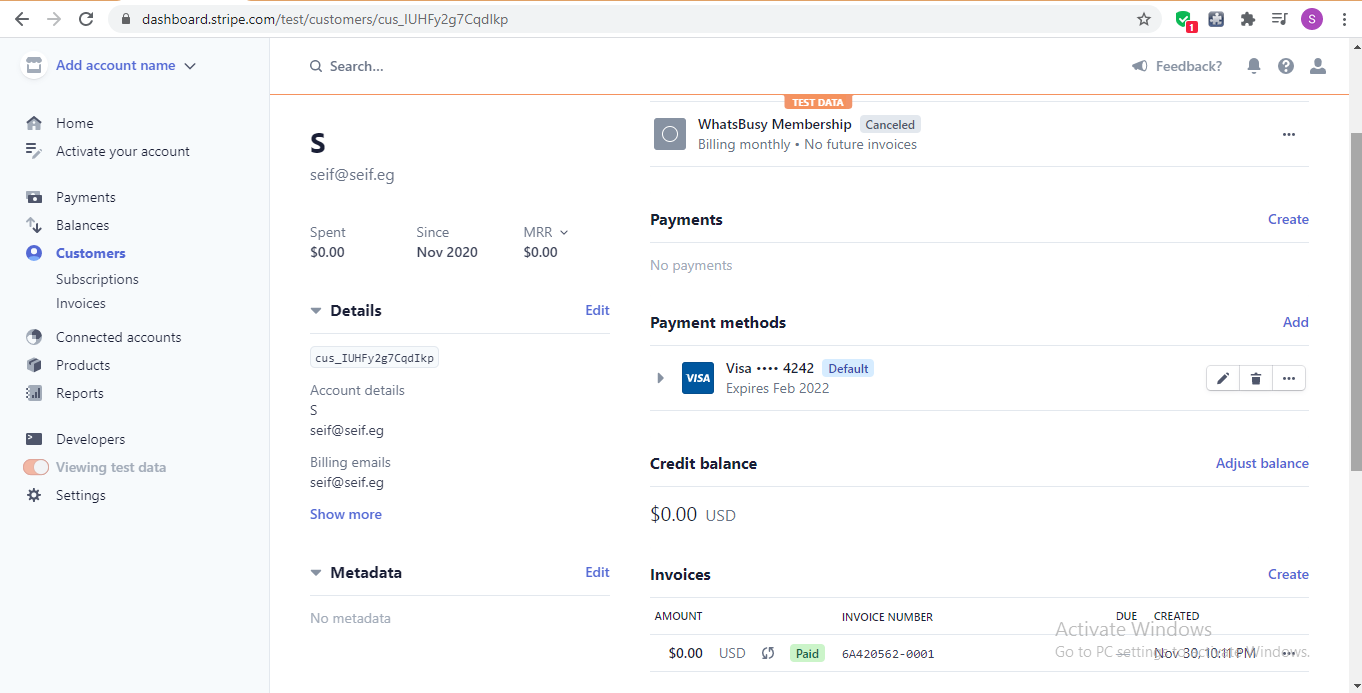 dashboard.stripe.com/test/customers/cus_IUHFy2g7CqdIkp
1
S
Add account name
Search...
Feedback?
Home
Activate your account
Payments
Balances
Customers
Subscriptions
Invoices
Connected accounts
Products
Reports
Developers
Viewing test data
Settings
TEST DATA
S
seif@seif.eg
Spent
Since
MRR
$0.00
Nov 2020
$0.00
Details
Edit
cus_IUHFy2g7CqdIkp
Account details
S
seif@seif.eg
Billing emails
seif@seif.eg
Show more
Metadata
Edit
No metadata
WhatsBusy Membership Canceled
Billing monthly • No future invoices
Payments
Create
No payments
Payment methods
Add
VISA
Visa •••• 4242 Default
Expires Feb 2022
Credit balance
Adjust balance
$0.00 USD
Invoices
Create
AMOUNT
INVOICE NUMBER
DUE
CREATED
$0.00 USD
Paid
6A420562-0001
—
Nov 30, 10:11 PM
Activate Windows
Go to PC settings to activate Windows.